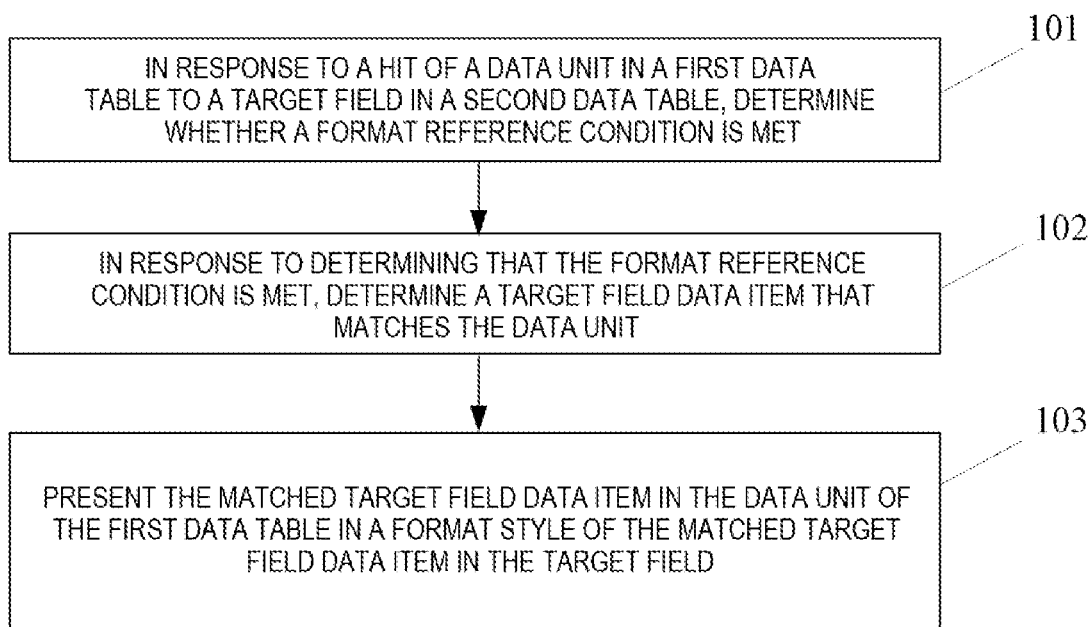 101
IN RESPONSE TO A HIT OF A DATA UNIT IN A FIRST DATA
TABLE TO A TARGET FIELD IN A SECOND DATA TABLE, DETERMINE
WHETHER A FORMAT REFERENCE CONDITION IS MET
102
IN RESPONSE TO DETERMINING THAT THE FORMAT REFERENCE
CONDITION IS MET, DETERMINE A TARGET FIELD DATA ITEM THAT
MATCHES THE DATA UNIT
103
PRESENT THE MATCHED TARGET FIELD DATA ITEM IN THE DATA UNIT OF
THE FIRST DATA TABLE IN A FORMAT STYLE OF THE MATCHED TARGET
FIELD DATA ITEM IN THE TARGET FIELD